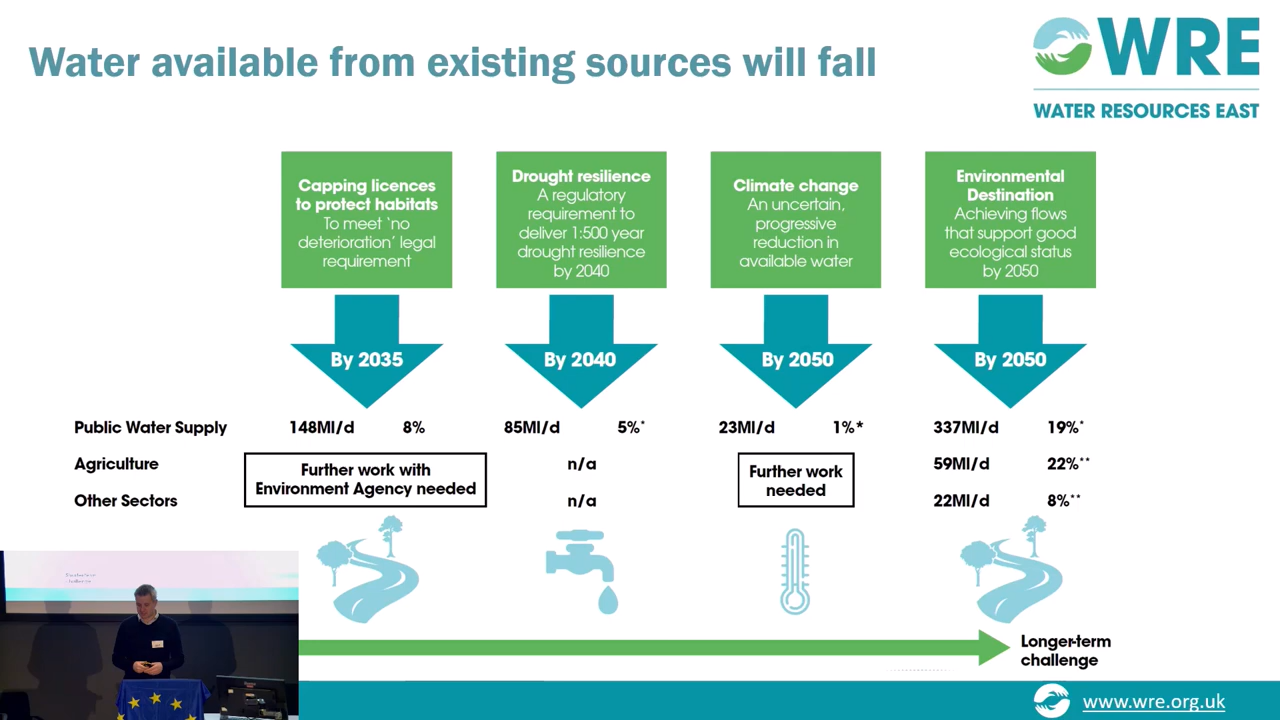 Water available from existing sources will fall
WRE
WATER RESOURCES EAST
Capping licences
to protect habitats
To meet ‘no
deterioration’ legal
requirement
Drought resilience
A regulatory
requirement to
deliver 1:500 year
drought resilience
by 2040
Climate change
An uncertain,
progressive
reduction in
available water
Environmental
Destination
Achieving flows
that support good
ecological status
by 2050
By 2035
By 2040
By 2050
By 2050
Public Water Supply 148Ml/d 8% 85Ml/d 5%* 23Ml/d 1%* 337Ml/d 19%*
Agriculture n/a 59Ml/d 22%**
Other Sectors n/a 22Ml/d 8%**
Further work with
Environment Agency needed
Further work
needed
Longer-term
challenge
www.wre.org.uk